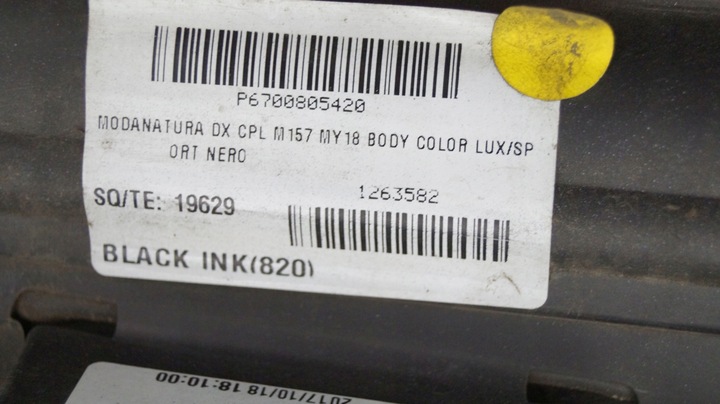 P6700805420
MODANATURA DX CPL M157 MY18 BODY COLOR LUX/SP
ORT NERO
SQ/TE: 19629
1263582
BLACK INK(820)
2017/10/18 18:10:00